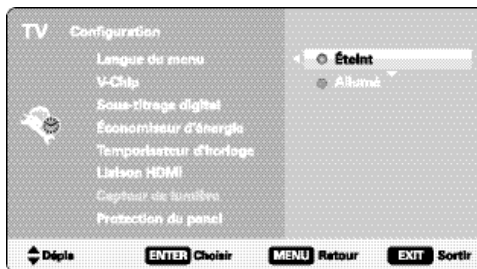 TV Configuration
Langue du menu
V-Chip
Sous-titrage digital
Économiseur d'énergie
Temporisateur d'horloge
Liaison HDMI
Capteur de lumière
Protection du panel
Éteint
Allumé
Dépla ENTER Choisir MENU Retour EXIT Sortir